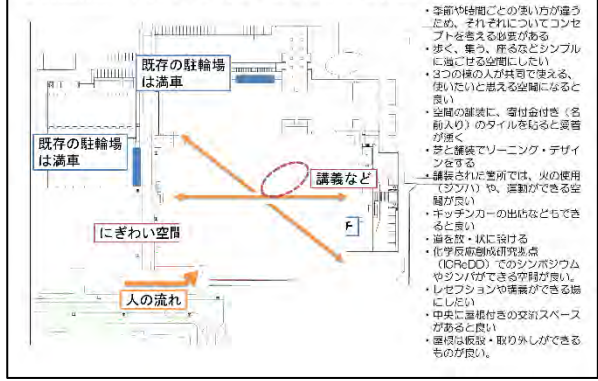 既存の駐輪場
は満車
既存の駐輪場
は満車
講義など
にぎわい空間
人の流れ
・季節や時間ごとの使い方が違う
ため、それぞれについてコンセ
プトを考える必要がある
・歩く、集う、座るなどシンプル
に過ごせる空間にしたい
・3つの棟の人が共同で使える、
使いたいと思える空間になると
良い
・空間の舗装に、寄付金付き（名
前入り）のタイルを貼ると愛着
が湧く
・芝と舗装でゾーニング・デザイ
ンをする
・舗装された箇所では、火の使用
（ジンパ）や、運動ができる空
間が良い
・キッチンカーの出店などもでき
ると良い
・道を放・状に設ける
・化学反応創成研究拠点
（ICReDD）でのシンポジウム
やジンパができる空間が良い。
・レセプションや講義ができる場
にしたい
・中央に屋根付きの交流スペース
があると良い
・屋根は仮設・取り外しができる
ものが良い。